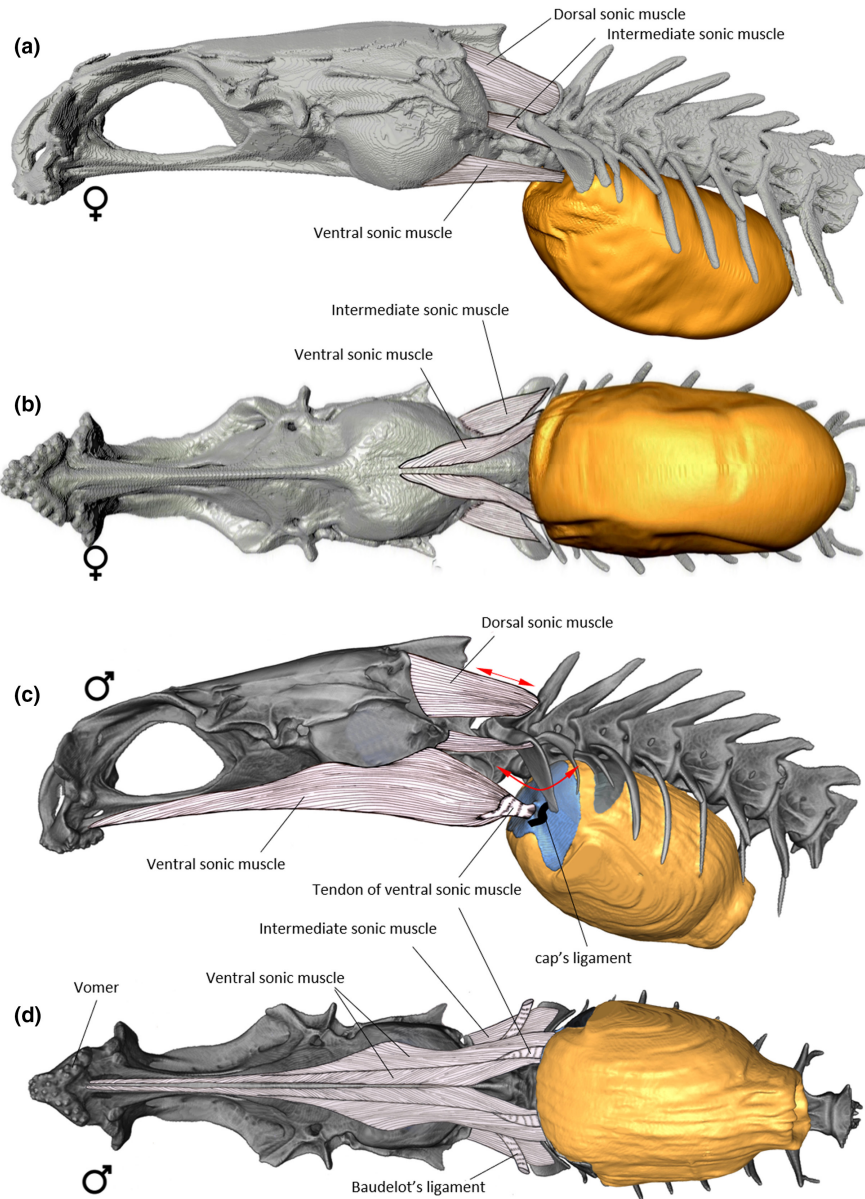 (a)
Dorsal sonic muscle
Intermediate sonic muscle
♀
Ventral sonic muscle
Intermediate sonic muscle
Ventral sonic muscle
(b)
♀
Dorsal sonic muscle
♂
(c)
Ventral sonic muscle
Tendon of ventral sonic muscle
Intermediate sonic muscle
cap's ligament
Ventral sonic muscle
Vomer
(d)
♂
Baudelot's ligament